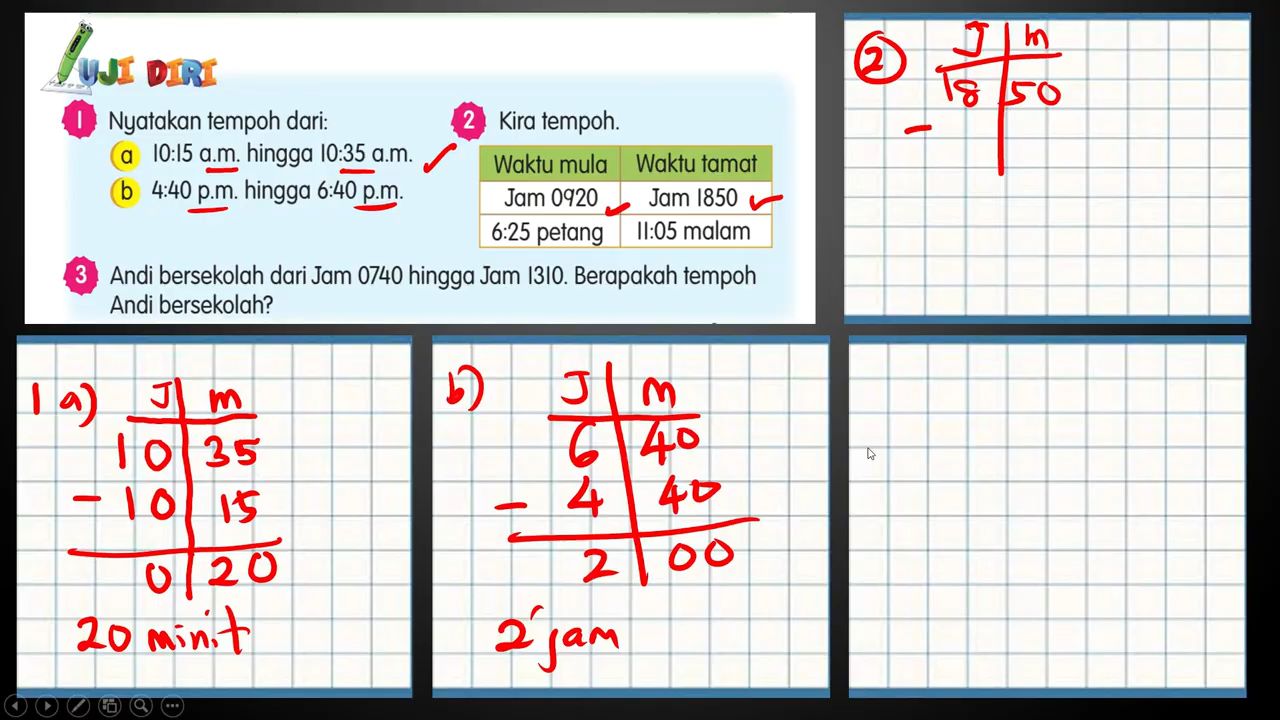 UJI DIRI
1 Nyatakan tempoh dari:
a 10:15 a.m. hingga 10:35 a.m.
b 4:40 p.m. hingga 6:40 p.m.
2 Kira tempoh.
Waktu mula Waktu tamat
Jam 0920 Jam 1850
6:25 petang 11:05 malam
3 Andi bersekolah dari Jam 0740 hingga Jam 1310. Berapakah tempoh
Andi bersekolah?
2 J m
18 50
-
1 a) J m
10 35
- 10 15
0 20
20 minit
b) J m
6 40
- 4 40
2 00
2 jam